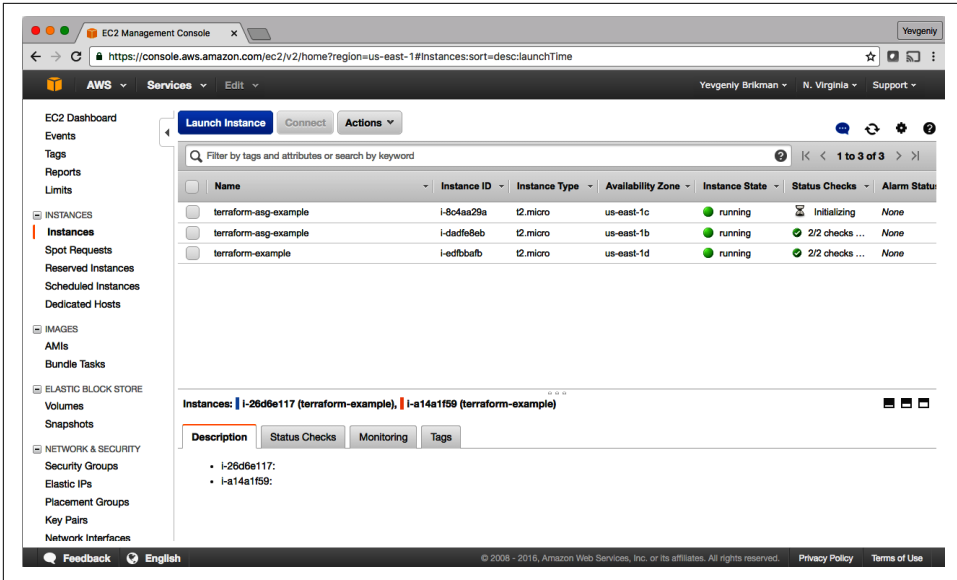 EC2 Management Console
Yevgeniy
https://console.aws.amazon.com/ec2/v2/home?region=us-east-1#Instances:sort=desc:launchTime
AWS Services Edit Yevgeniy Brikman N. Virginia Support
EC2 Dashboard
Events
Tags
Reports
Limits
INSTANCES
Instances
Spot Requests
Reserved Instances
Scheduled Instances
Dedicated Hosts
IMAGES
AMIs
Bundle Tasks
ELASTIC BLOCK STORE
Volumes
Snapshots
NETWORK & SECURITY
Security Groups
Elastic IPs
Placement Groups
Key Pairs
Network Interfaces
Launch Instance Connect Actions
Filter by tags and attributes or search by keyword 1 to 3 of 3
Name Instance ID Instance Type Availability Zone Instance State Status Checks Alarm Status
terraform-asg-example i-8c4aa29a t2.micro us-east-1c running Initializing None
terraform-asg-example i-dadfe8eb t2.micro us-east-1b running 2/2 checks ... None
terraform-example i-edfbbafb t2.micro us-east-1d running 2/2 checks ... None
Instances: i-26d6e117 (terraform-example), i-a14a1f59 (terraform-example)
Description Status Checks Monitoring Tags
• i-26d6e117:
• i-a14a1f59:
Feedback English © 2008 - 2016, Amazon Web Services, Inc. or its affiliates. All rights reserved. Privacy Policy Terms of Use